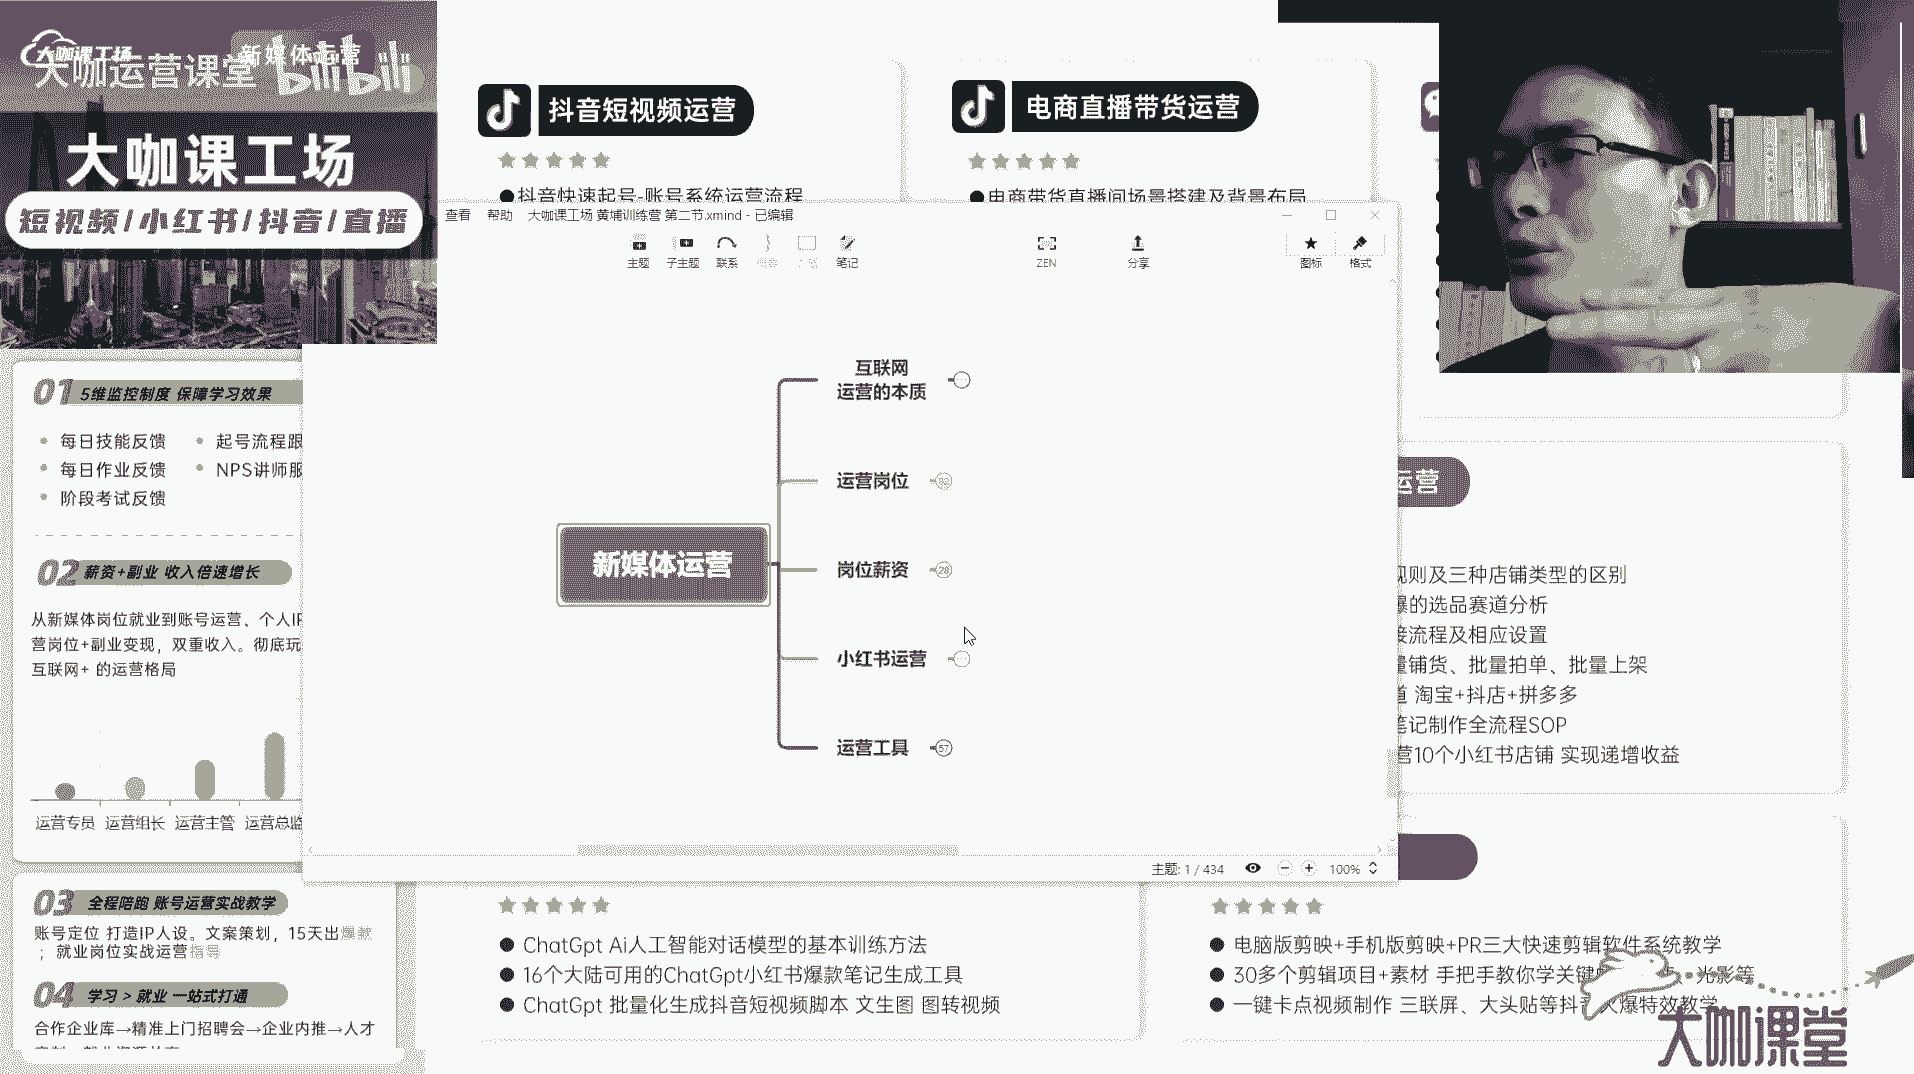 大咖课工场
大咖运营课堂
新媒体运营
bilibili
大咖课工场
短视频/小红书/抖音/直播
抖音短视频运营
抖音快速起号-账号系统运营流程
电商直播带货运营
电商带货直播间场景搭建及背景布局
查看 帮助 大咖课工场 黄埔训练营 第二节.xmind - 已编辑
主题 子主题 联系 笔记 ZEN 分享 图标 格式
互联网
运营的本质
运营岗位 92
岗位薪资 28
新媒体运营
小红书运营
运营工具 57
主题: 1 / 434 100%
01 5维监控制度 保障学习效果
每日技能反馈 起号流程跟
每日作业反馈 NPS讲师服
阶段考试反馈
02 薪资+副业 收入倍速增长
从新媒体岗位就业到账号运营、个人IP
营岗位+副业变现，双重收入。彻底玩
互联网+ 的运营格局
运营专员 运营组长 运营主管 运营总监
03 全程陪跑 账号运营实战教学
账号定位 打造IP人设。文案策划，15天出爆款
；就业岗位实战运营指导
04 学习 > 就业 一站式打通
合作企业库→精准上门招聘会→企业内推→人才
运营
规则及三种店铺类型的区别
爆的选品赛道分析
接流程及相应设置
量铺货、批量拍单、批量上架
道 淘宝+抖店+拼多多
笔记制作全流程SOP
营10个小红书店铺 实现递增收益
ChatGpt Ai人工智能对话模型的基本训练方法
16个大陆可用的ChatGpt小红书爆款笔记生成工具
ChatGpt 批量化生成抖音短视频脚本 文生图 图转视频
电脑版剪映+手机版剪映+PR三大快速剪辑软件系统教学
30多个剪辑项目+素材 手把手教你学关键 光影等
一键卡点视频制作 三联屏、大头贴等抖 火爆特效教学
大咖课堂